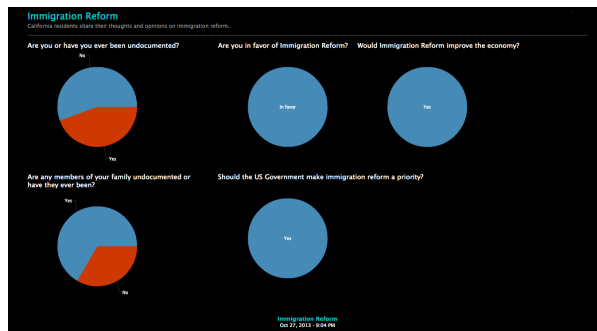 Immigration Reform
California residents share their thoughts and opinions on immigration reform.
Are you or have you ever been undocumented?
No
Yes
Are you in favor of Immigration Reform?
In favor
Would Immigration Reform improve the economy?
Yes
Are any members of your family undocumented or
have they ever been?
Yes
No
Should the US Government make immigration reform a priority?
Yes
Immigration Reform
Oct 27, 2013 - 9:04 PM